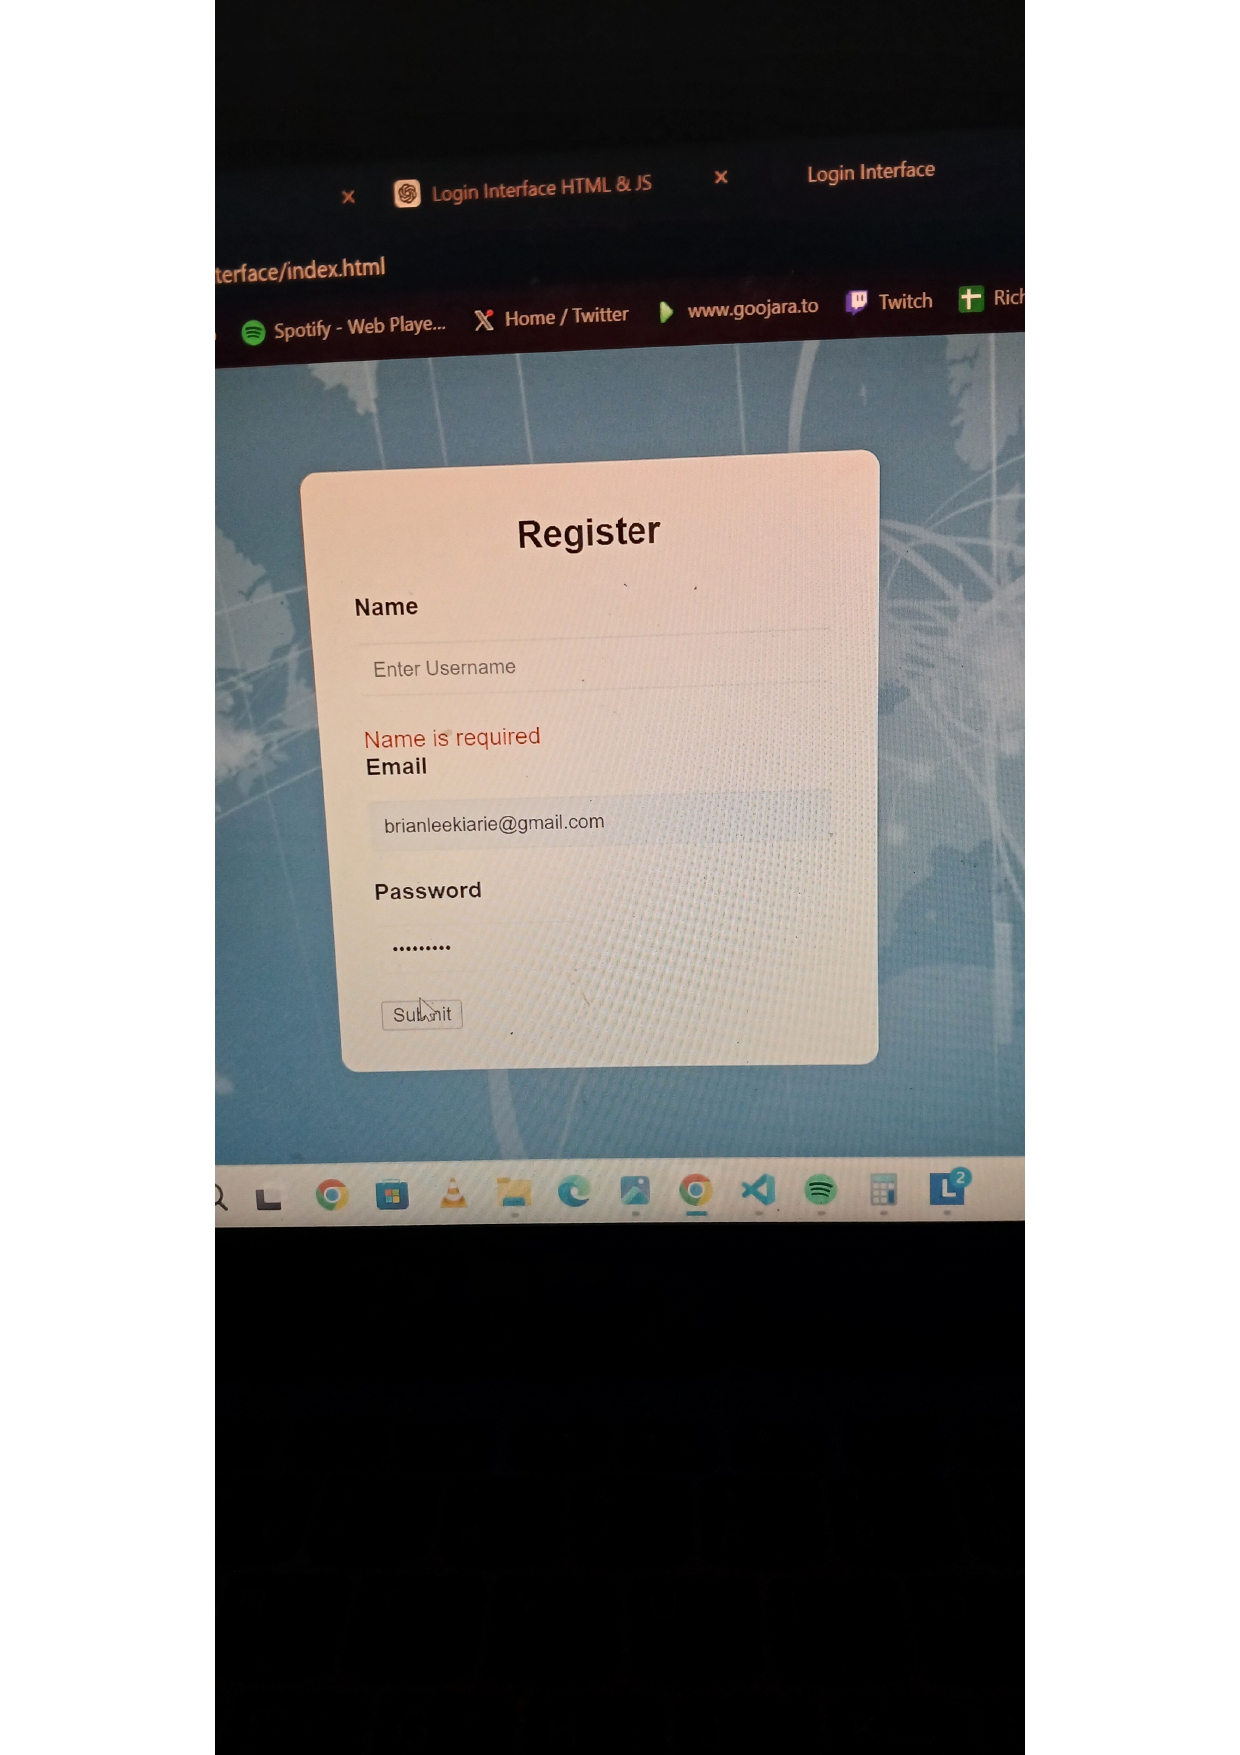 Login Interface HTML & JS
Login Interface
terface/index.html
Spotify - Web Playe...
Home / Twitter
www.goojara.to
Twitch
Rich
Register
Name
Enter Username
Name is required
Email
brianleekiarie@gmail.com
Password
Submit
2